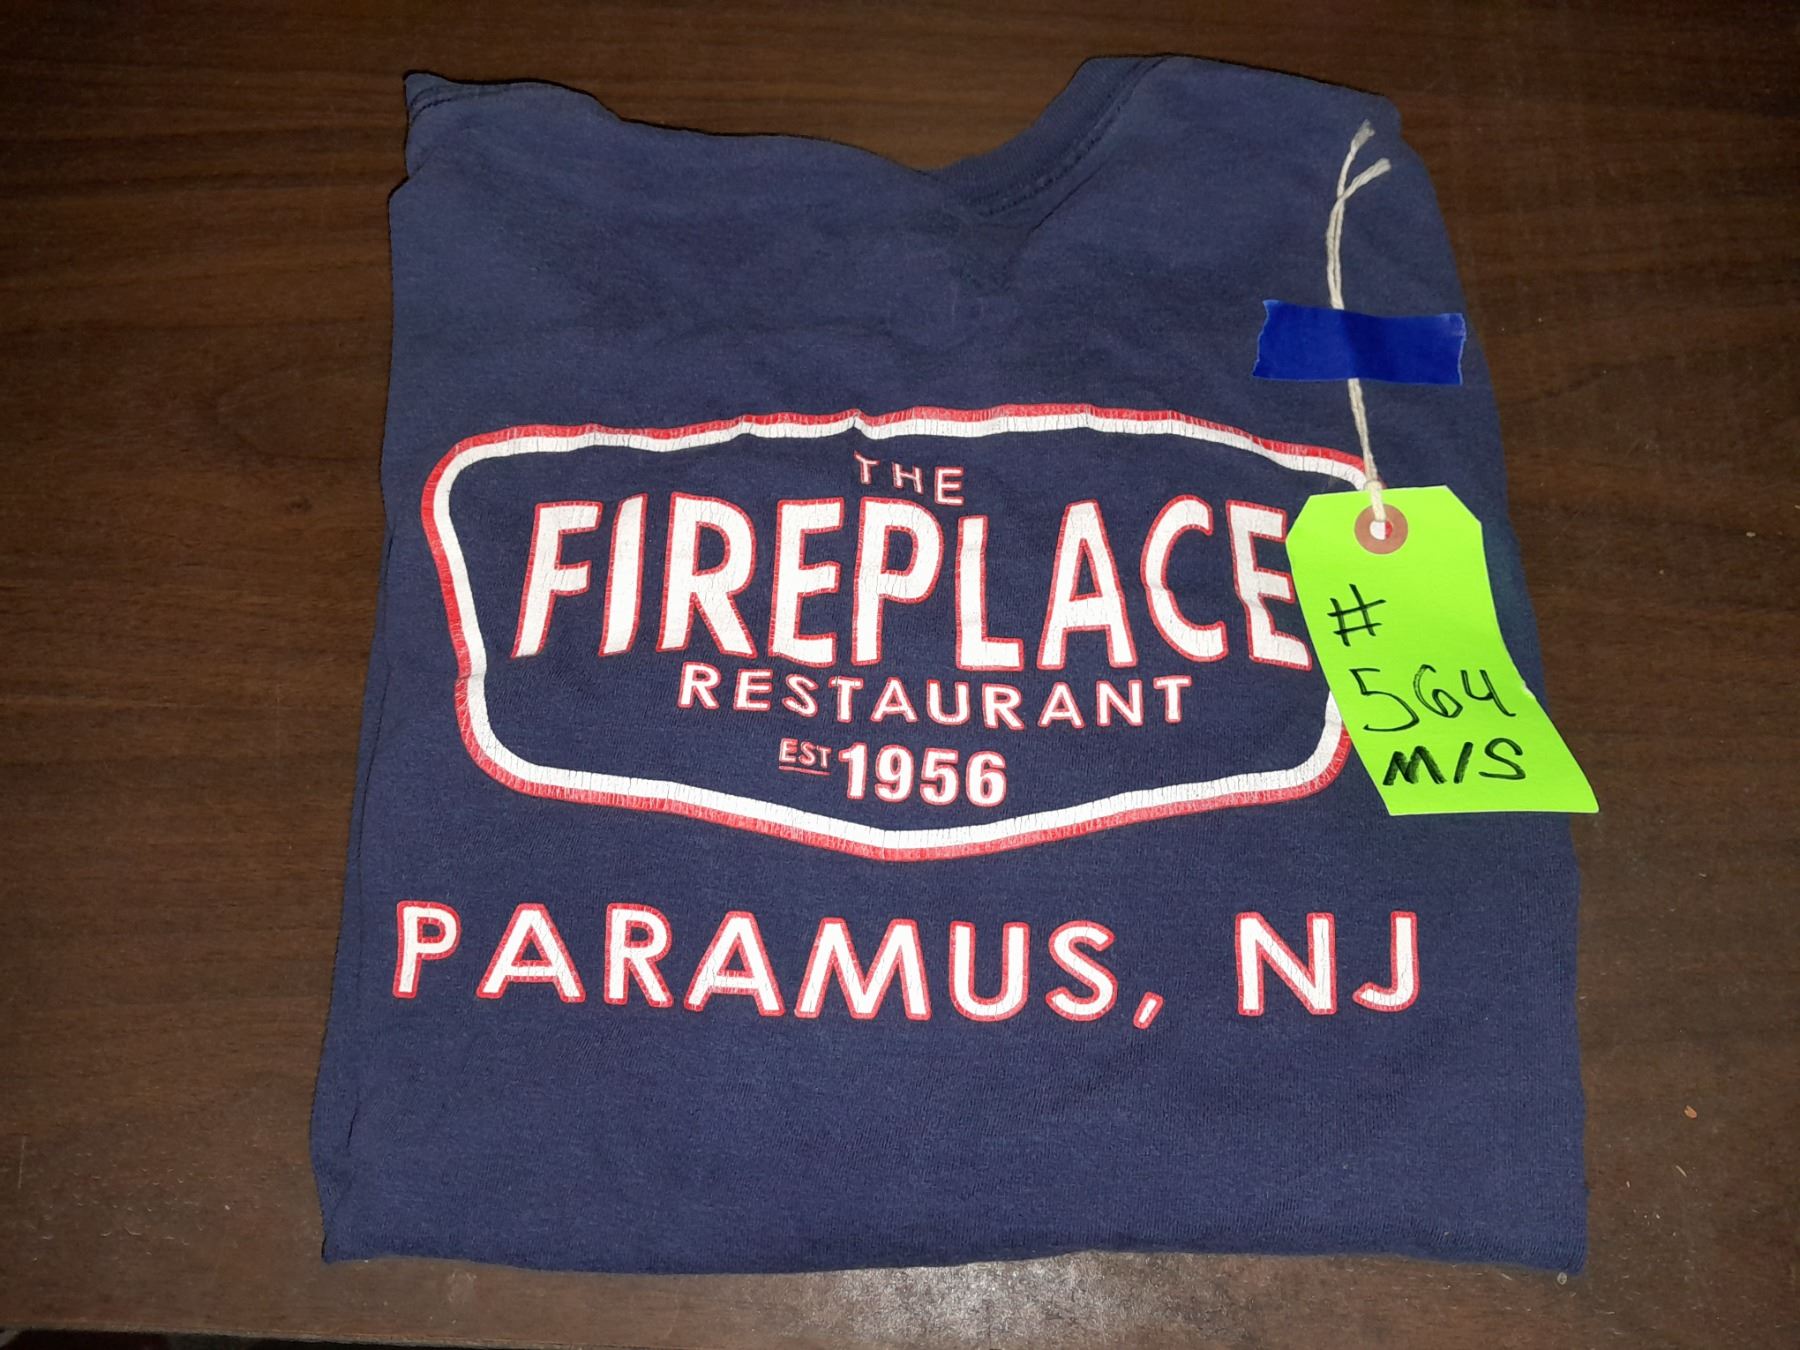 THE
FIREPLACE
RESTAURANT
EST 1956
PARAMUS, NJ
#
564
M/S